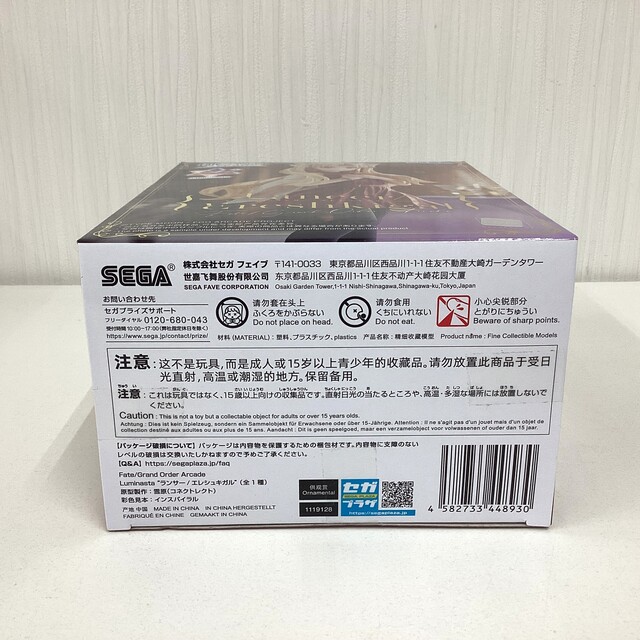 SEGA®
株式会社セガ フェイブ 〒141-0033 東京都品川区西品川1-1-1住友不動産大崎ガーデンタワー
世嘉飞舞股份有限公司 东京都品川区西品川1-1-1住友不动产大崎花园大厦
SEGA FAVE CORPORATION Osaki Garden Tower,1-1-1 Nishi-Shinagawa,Shinagawa-ku,Tokyo,Japan
お問い合わせ先
セガプライズサポート
フリーダイヤル 0120-680-043
受付時間 10:00~17:00(弊社指定休日を除く)
https://www.sega.jp/contact/prize/
请勿套在头上
ふくろをかぶらない
Do not place on head.
请勿食用
くちにいれない
Do not eat.
小心尖锐部分
とがりにちゅうい
Beware of sharp points.
材料 (MATERIAL) : 塑料, プラスチック, plastics 产品名称 : 精细收藏模型 Product name : Fine Collectible Models
注意: 这不是玩具,而是成人或15岁以上青少年的收藏品。请勿放置此商品于受日
光直射,高温或潮湿的地方。保留备用。
注意: これは玩具ではなく、15歳以上向けの収集品です。直射日光の当たるところや、高温・多湿な場所には放置しないで
ください。
Caution : This is not a toy but a collectable object for adults or over 15 years olds.
Achtung : Dies ist kein Spielzeug, sondern ein Sammelobjekt für Erwachsene oder über 15-Jährige. Attention : Il ne s'agit pas d'un jouet mais d'un objet de
collection destiné aux adultes ou aux plus de 15 ans. Aandacht : Dit is geen speelgoed, maar een verzamelobject voor volwassenen of ouder dan 15 jaar.
【パッケージ破損について】パッケージは内容物を保護するための梱包材です。内容物に支障のない
レベルの破損は交換いたしかねますのでご了承ください。
【Q&A】 https://segaplaza.jp/faq
Fate/Grand Order Arcade
Luminasta "ランサー/エレシュキガル" (全1種)
原型製作 : 雪原(コネクトレクト)
彩色見本 : インスパイラル
产地 中国 MADE IN CHINA IN CHINA HERGESTELLT
FABRIQUÉ EN CHINE GEMAAKT IN CHINA
供观赏
Ornamental
1119128
セガ
プラザ
https://segaplaza.jp
4 582733 448930